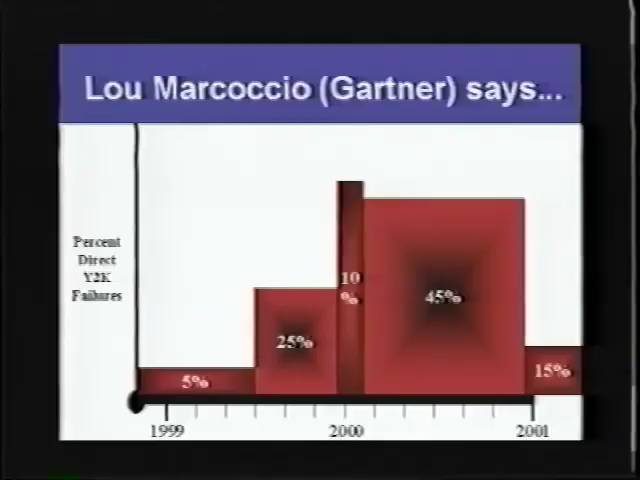 Lou Marcoccio (Gartner) says...
Percent
Direct
Y2K
Failures
5%
25%
10
%
45%
15%
1999
2000
2001